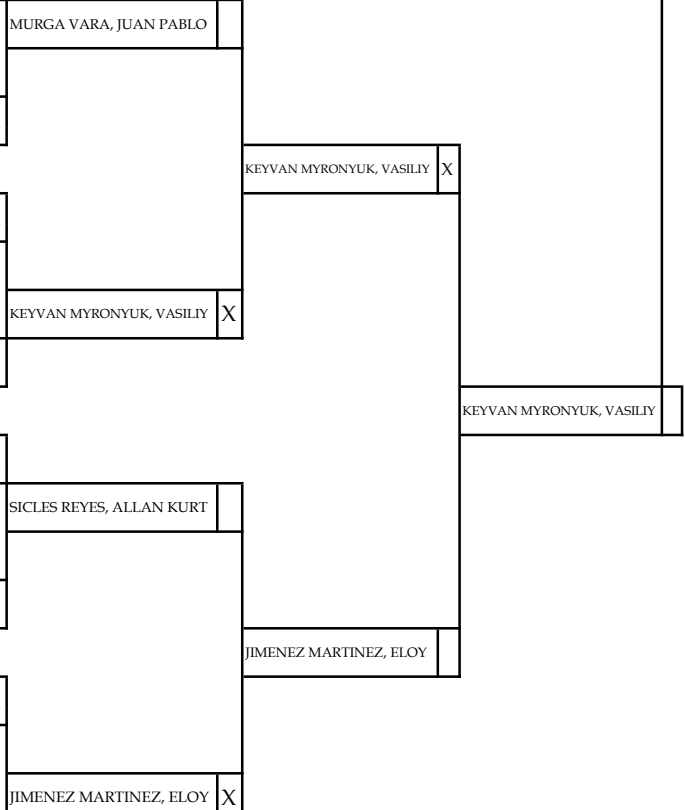 MURGA VARA, JUAN PABLO
KEYVAN MYRONYUK, VASILIY X
KEYVAN MYRONYUK, VASILIY X
KEYVAN MYRONYUK, VASILIY
SICLES REYES, ALLAN KURT
JIMENEZ MARTINEZ, ELOY
JIMENEZ MARTINEZ, ELOY X